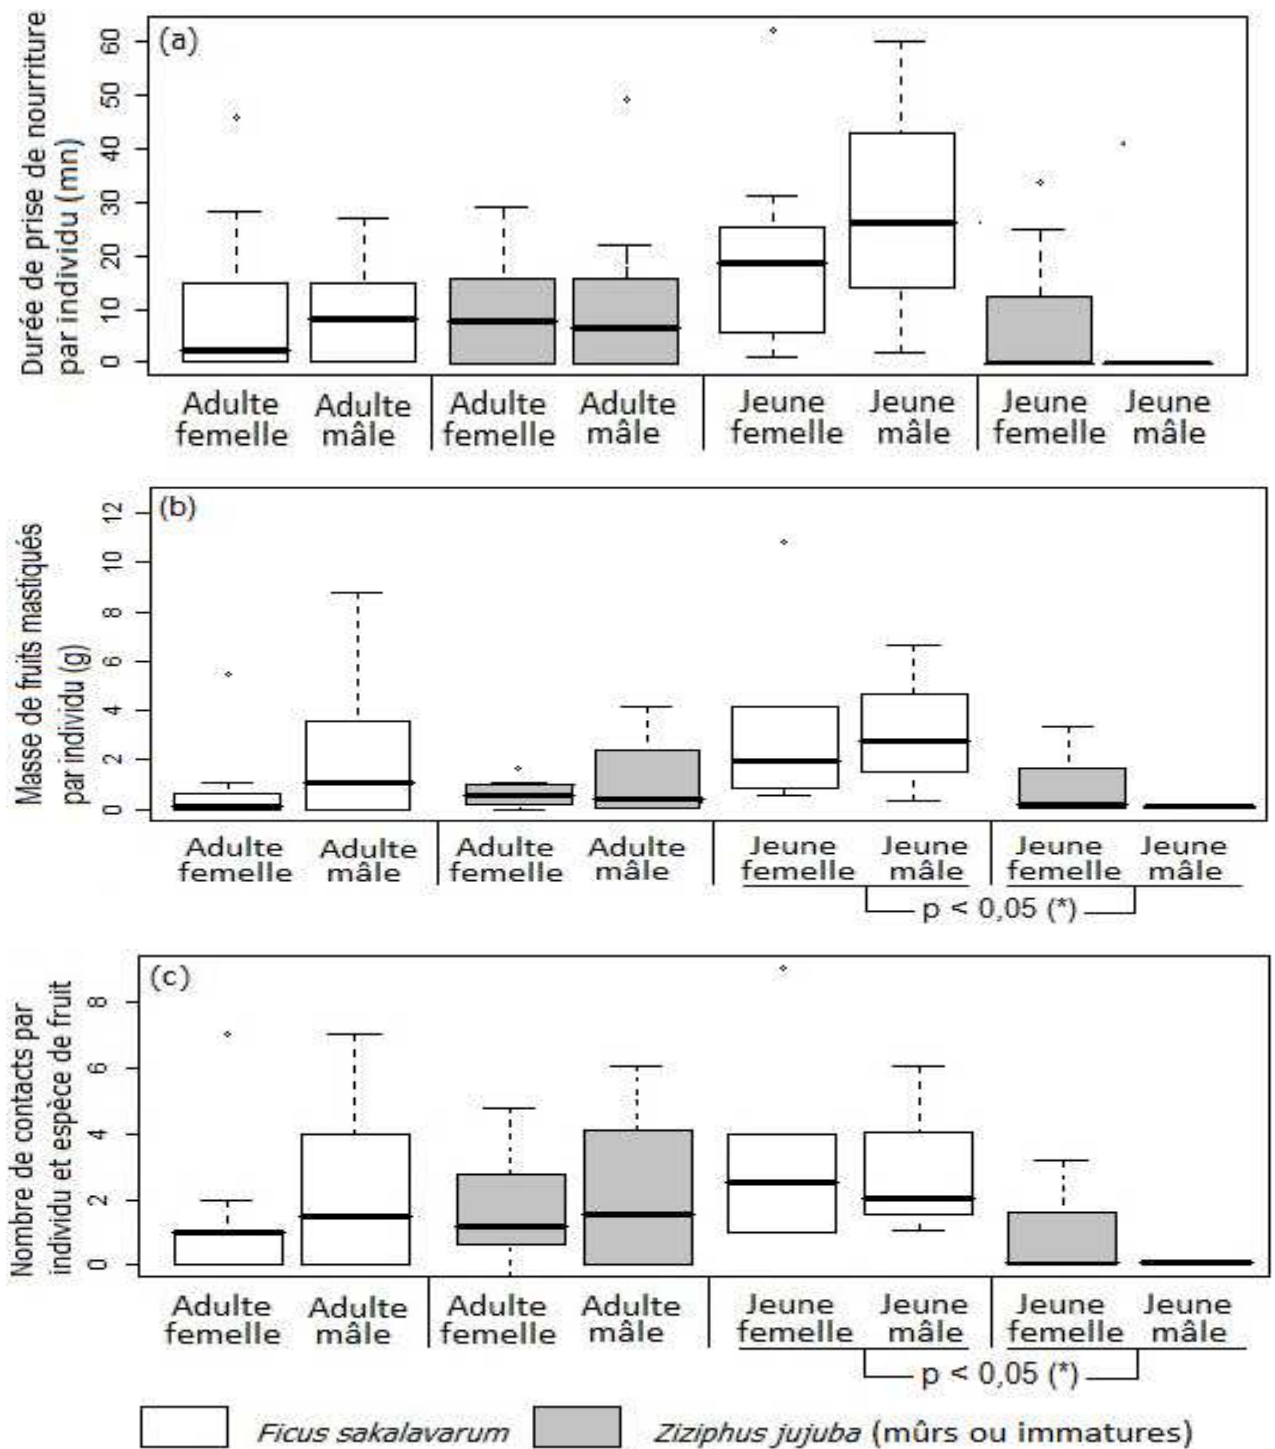 (a)
Durée de prise de nourriture
par individu (mn)
60
50
40
30
20
10
0
Adulte femelle
Adulte mâle
Adulte femelle
Adulte mâle
Jeune femelle
Jeune mâle
Jeune femelle
Jeune mâle
(b)
Masse de fruits mastiqués
par individu (g)
12
10
8
6
4
2
0
Adulte femelle
Adulte mâle
Adulte femelle
Adulte mâle
Jeune femelle
Jeune mâle
Jeune femelle
Jeune mâle
p < 0,05 (*)
(c)
Nombre de contacts par
individu et espèce de fruit
8
6
4
2
0
Adulte femelle
Adulte mâle
Adulte femelle
Adulte mâle
Jeune femelle
Jeune mâle
Jeune femelle
Jeune mâle
p < 0,05 (*)
Ficus sakalavarum
Ziziphus jujuba (mûrs ou immatures)